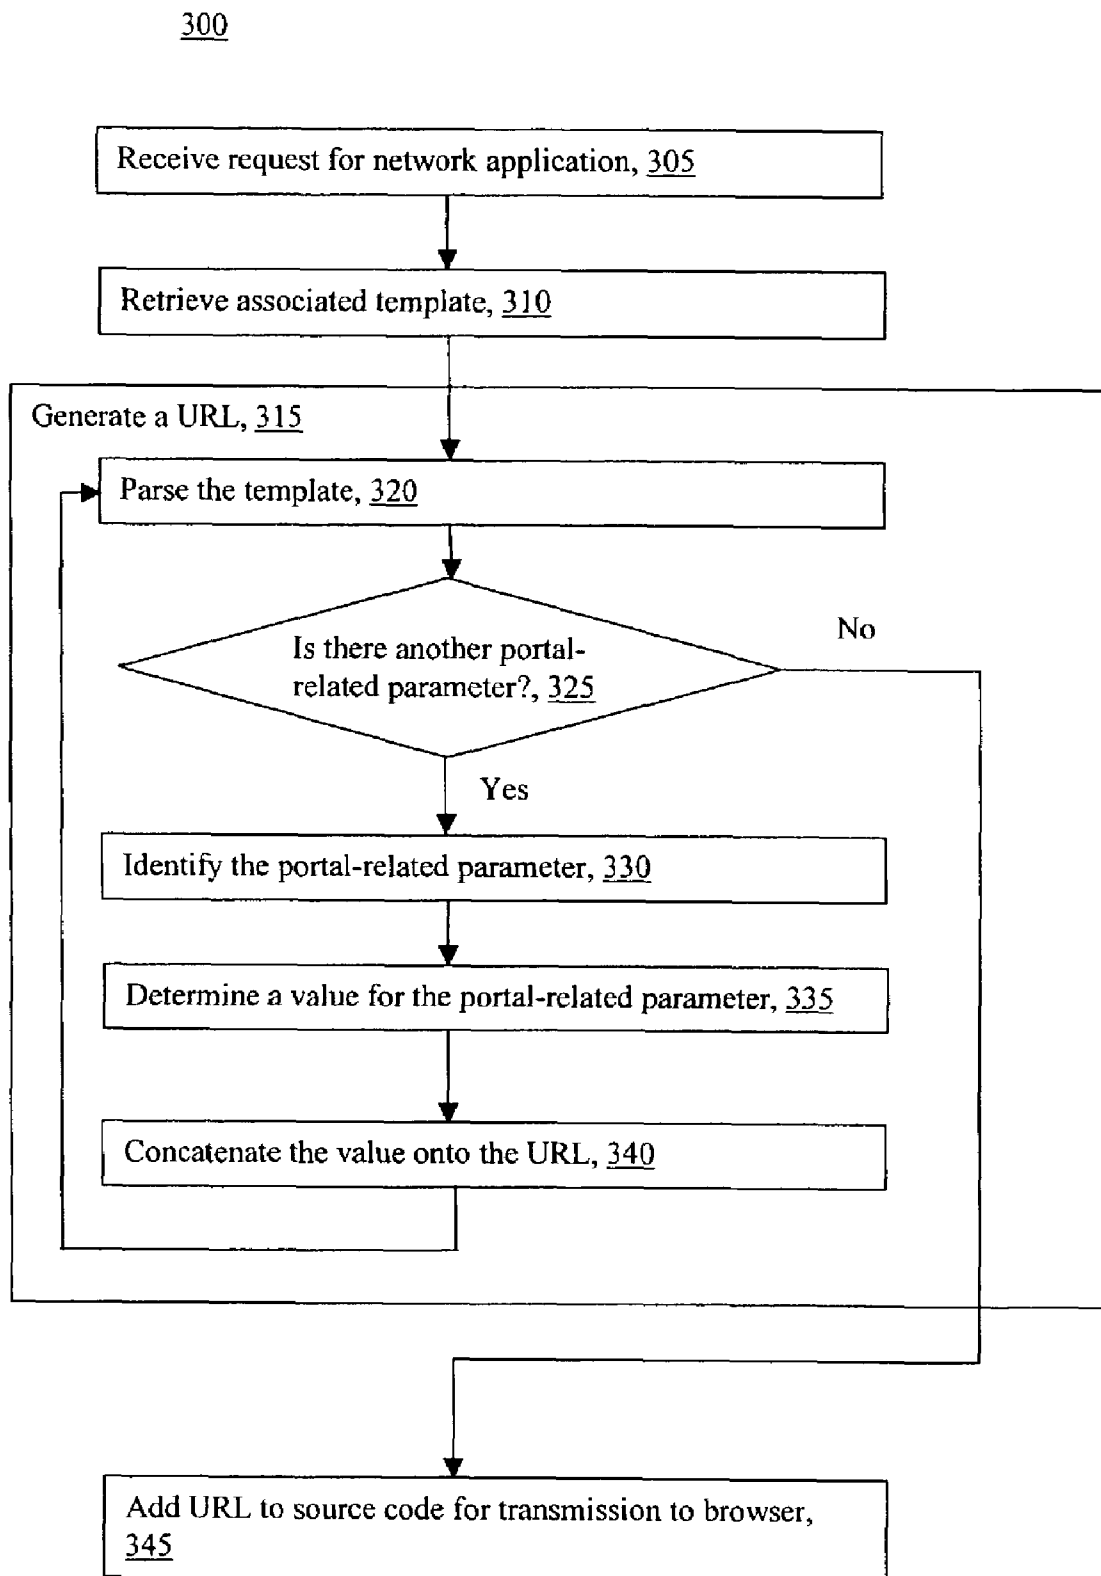 300
Receive request for network application, 305
Retrieve associated template, 310
Generate a URL, 315
Parse the template, 320
No
Is there another portal-
related parameter?, 325
Yes
Identify the portal-related parameter, 330
Determine a value for the portal-related parameter, 335
Concatenate the value onto the URL, 340
Add URL to source code for transmission to browser,
345